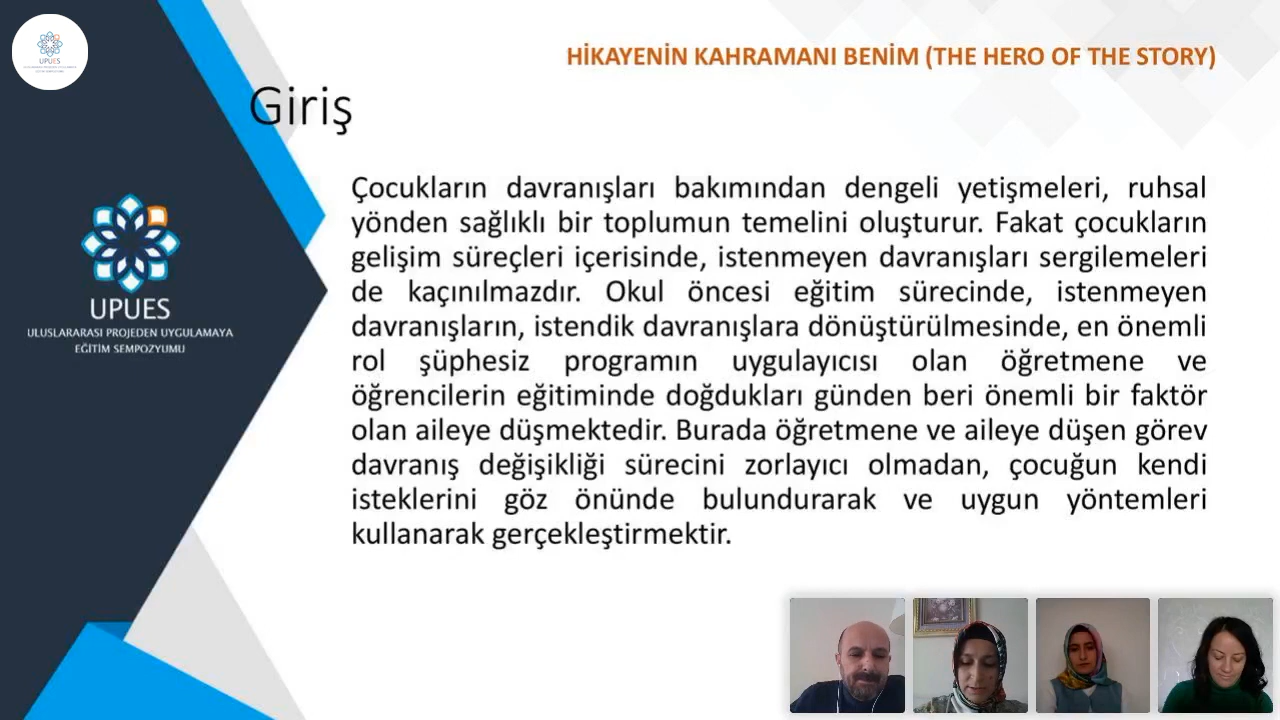 UPUES
HİKAYENİN KAHRAMANI BENİM (THE HERO OF THE STORY)
Giriş
Çocukların davranışları bakımından dengeli yetişmeleri, ruhsal
yönden sağlıklı bir toplumun temelini oluşturur. Fakat çocukların
gelişim süreçleri içerisinde, istenmeyen davranışları sergilemeleri
de kaçınılmazdır. Okul öncesi eğitim sürecinde, istenmeyen
davranışların, istendik davranışlara dönüştürülmesinde, en önemli
rol şüphesiz programın uygulayıcısı olan öğretmene ve
öğrencilerin eğitiminde doğdukları günden beri önemli bir faktör
olan aileye düşmektedir. Burada öğretmene ve aileye düşen görev
davranış değişikliği sürecini zorlayıcı olmadan, çocuğun kendi
isteklerini göz önünde bulundurarak ve uygun yöntemleri
kullanarak gerçekleştirmektir.
UPUES
ULUSLARARASI PROJEDEN UYGULAMAYA
EĞİTİM SEMPOZYUMU